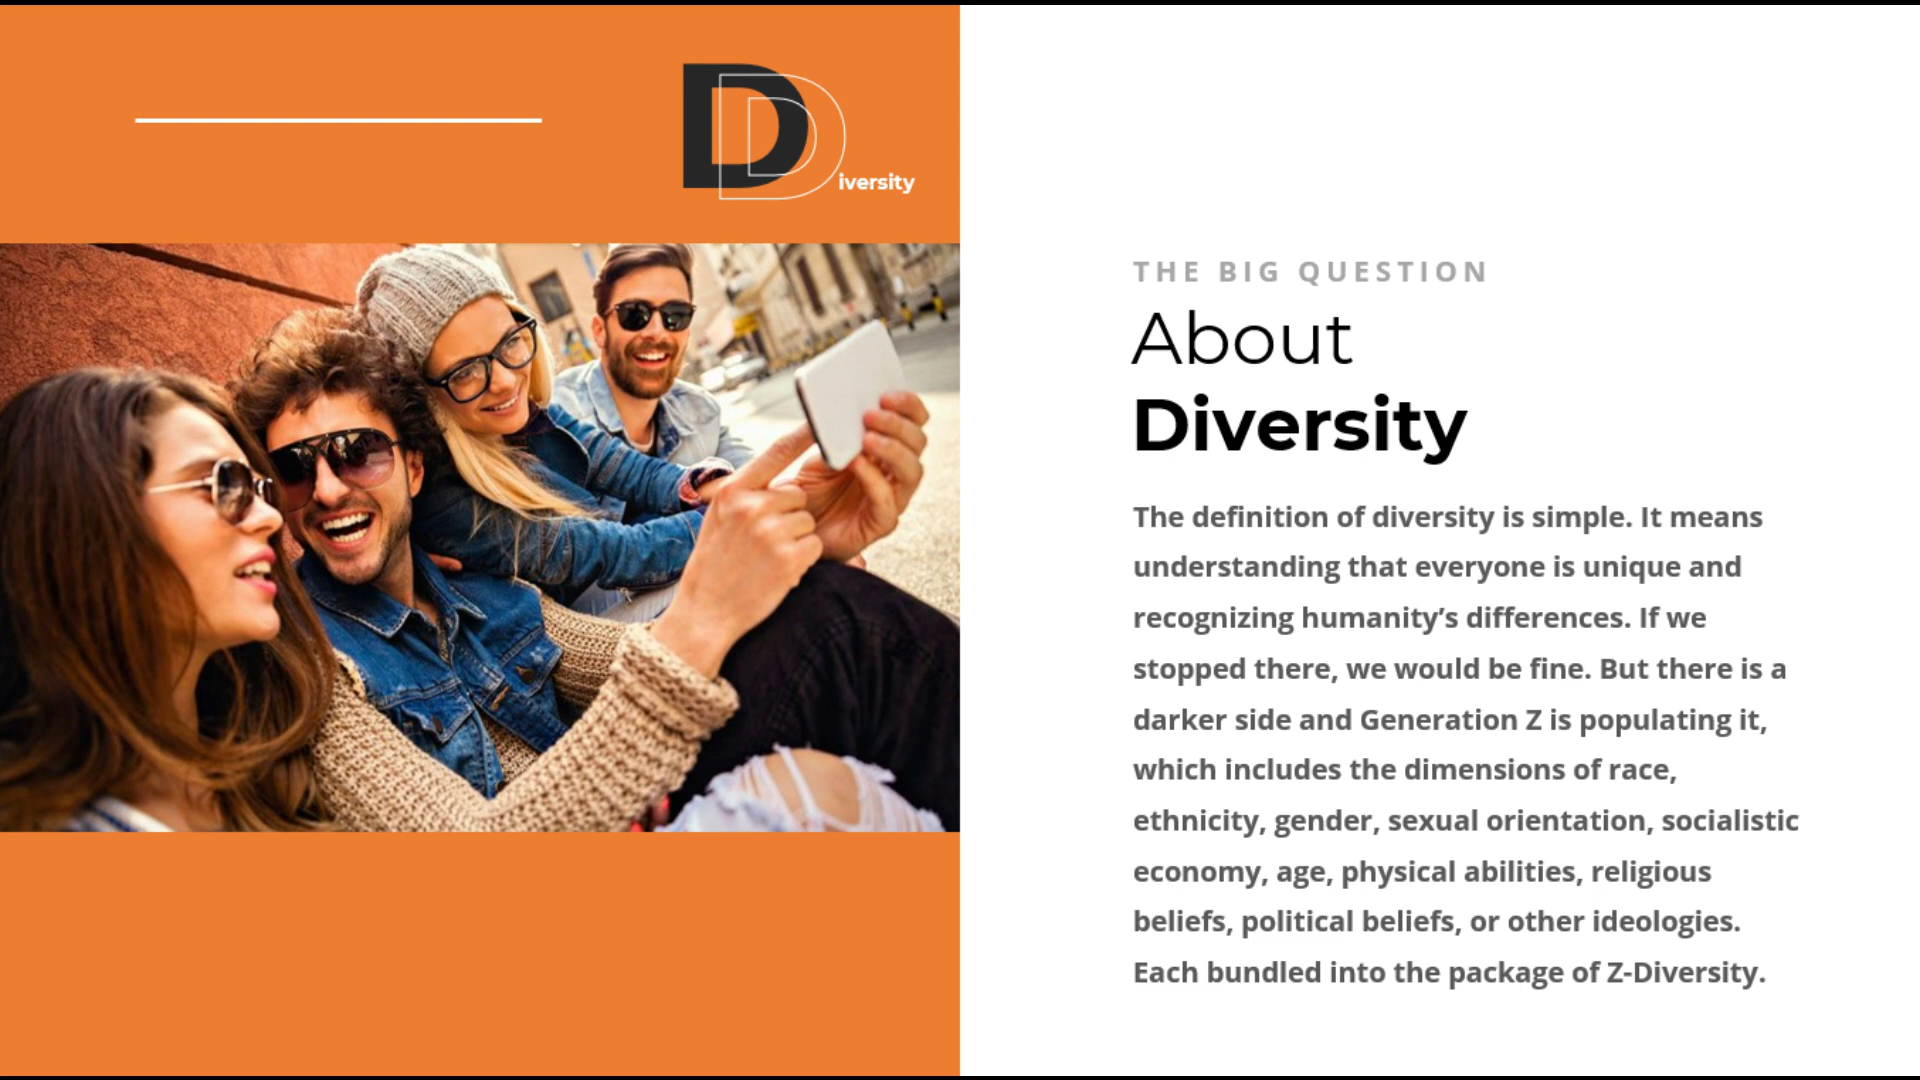 Diversity
THE BIG QUESTION
About
Diversity
The definition of diversity is simple. It means
understanding that everyone is unique and
recognizing humanity’s differences. If we
stopped there, we would be fine. But there is a
darker side and Generation Z is populating it,
which includes the dimensions of race,
ethnicity, gender, sexual orientation, socialistic
economy, age, physical abilities, religious
beliefs, political beliefs, or other ideologies.
Each bundled into the package of Z-Diversity.